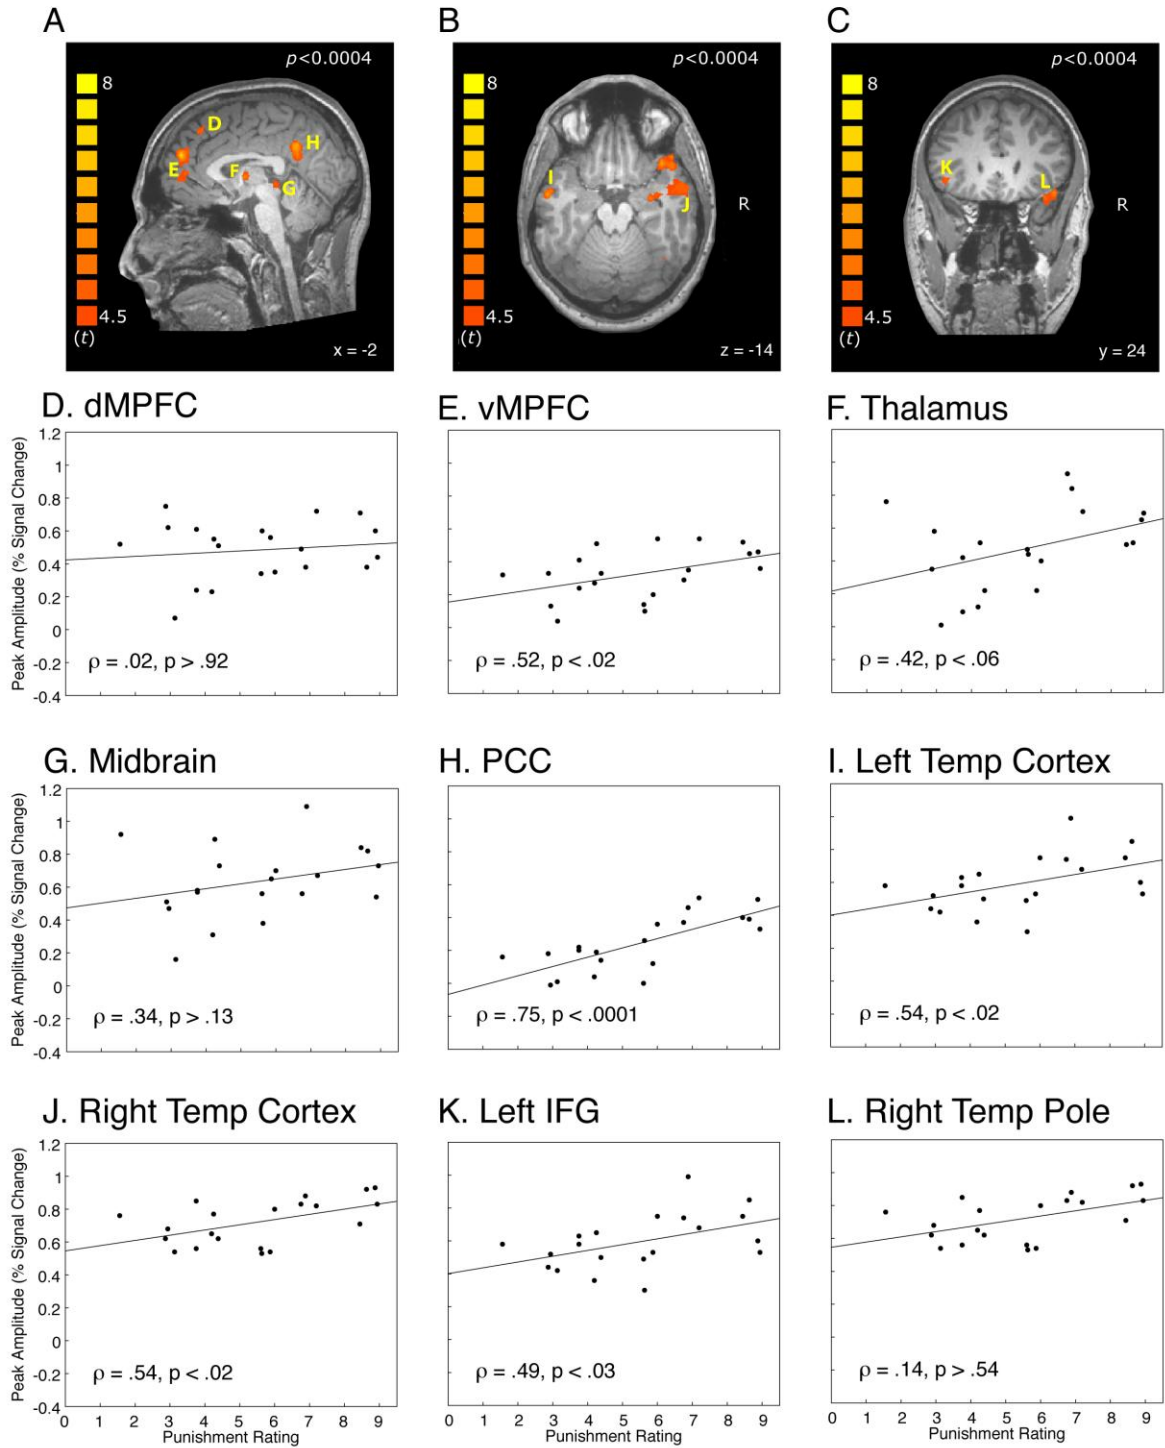 A
B
C
p<0.0004
8
D
E
F
G
H
4.5
(t)
x = -2
p<0.0004
8
I
J
R
4.5
(t)
z = -14
p<0.0004
8
K
L
R
4.5
(t)
y = 24
D. dMPFC
E. vMPFC
F. Thalamus
Peak Amplitude (% Signal Change)
1.2
1
0.8
0.6
0.4
0.2
0
-0.2
-0.4
ρ = .02, p > .92
ρ = .52, p < .02
ρ = .42, p < .06
G. Midbrain
H. PCC
I. Left Temp Cortex
Peak Amplitude (% Signal Change)
1.2
1
0.8
0.6
0.4
0.2
0
-0.2
-0.4
ρ = .34, p > .13
ρ = .75, p < .0001
ρ = .54, p < .02
J. Right Temp Cortex
K. Left IFG
L. Right Temp Pole
Peak Amplitude (% Signal Change)
1.2
1
0.8
0.6
0.4
0.2
0
-0.2
-0.4
ρ = .54, p < .02
ρ = .49, p < .03
ρ = .14, p > .54
0 1 2 3 4 5 6 7 8 9
0 1 2 3 4 5 6 7 8 9
0 1 2 3 4 5 6 7 8 9
Punishment Rating
Punishment Rating
Punishment Rating